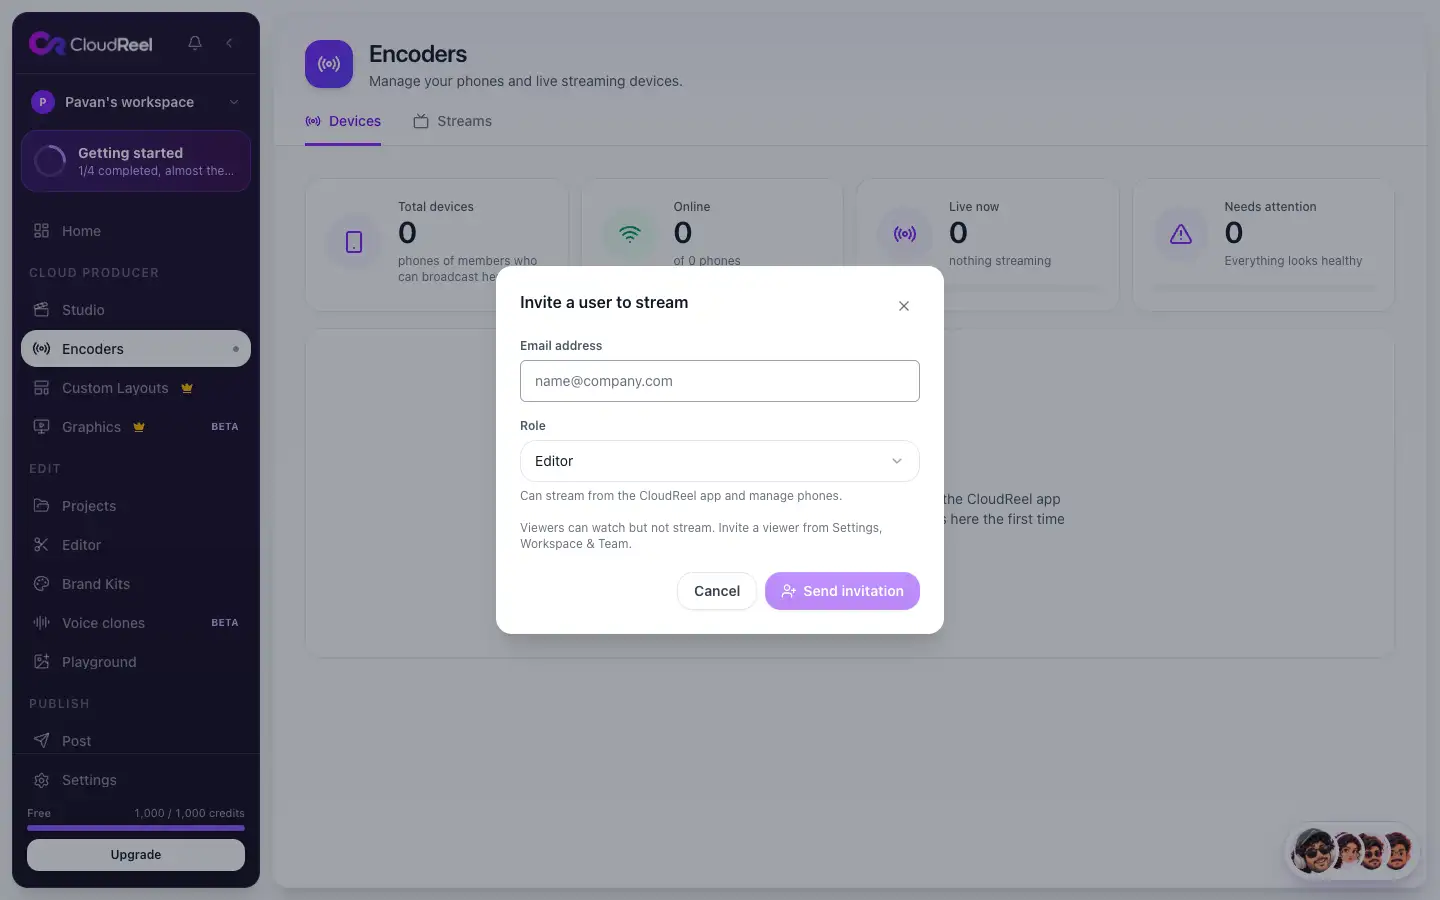 CloudReel
P
Pavan's workspace
Getting started
1/4 completed, almost the...
Home
CLOUD PRODUCER
Studio
Encoders
Custom Layouts
Graphics
BETA
EDIT
Projects
Editor
Brand Kits
Voice clones
BETA
Playground
PUBLISH
Post
Settings
Free
1,000 / 1,000 credits
Upgrade
Encoders
Manage your phones and live streaming devices.
Devices
Streams
Total devices
0
phones of members who
can broadcast he
Online
0
of 0 phones
Live now
0
nothing streaming
Needs attention
0
Everything looks healthy
the CloudReel app
s here the first time
Invite a user to stream
Email address
name@company.com
Role
Editor
Can stream from the CloudReel app and manage phones.
Viewers can watch but not stream. Invite a viewer from Settings,
Workspace & Team.
Cancel
Send invitation